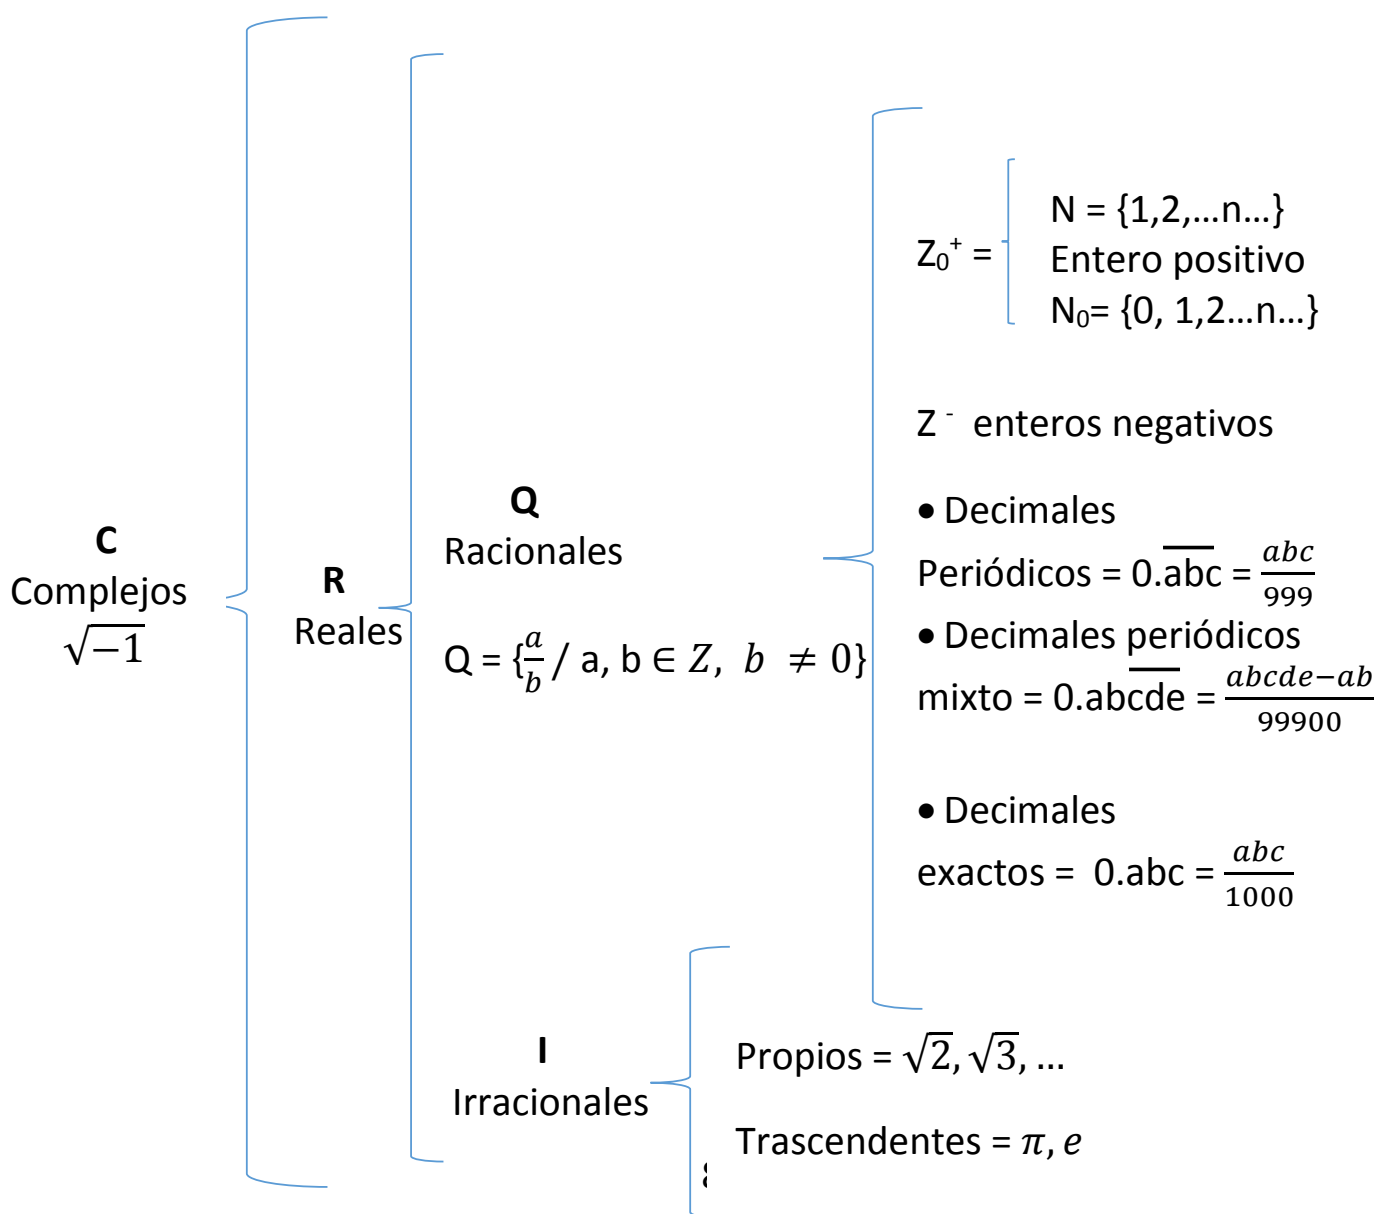 C
Complejos
√−1
R
Reales
Q
Racionales
Q = {a/b / a, b ∈ Z, b ≠ 0}
Z₀⁺ =
N = {1,2,...n...}
Entero positivo
N₀= {0, 1,2...n...}
Z ⁻ enteros negativos
• Decimales
Periódicos = 0.a̅b̅c̅ = abc/999
• Decimales periódicos
mixto = 0.abc̅d̅e̅ = abcde−ab/99900
• Decimales
exactos = 0.abc = abc/1000
I
Irracionales
Propios = √2, √3, ...
Trascendentes = π, e